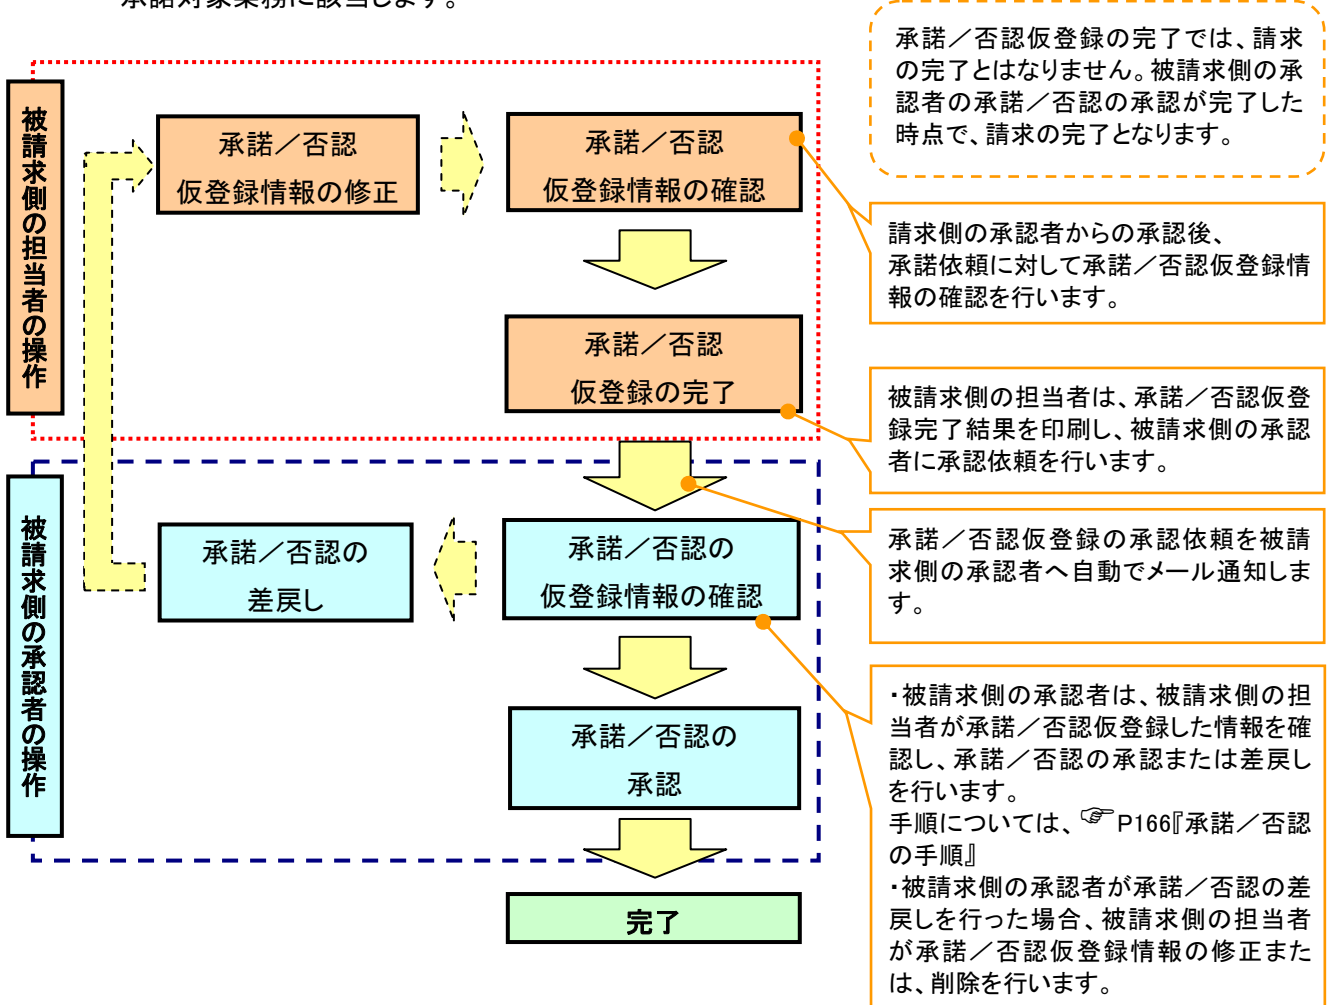 承諾対象業務に該当します。
承諾／否認仮登録の完了では、請求
の完了とはなりません。被請求側の承
認者の承諾／否認の承認が完了した
時点で、請求の完了となります。
被請求側の担当者の操作
承諾／否認
仮登録情報の修正
承諾／否認
仮登録情報の確認
請求側の承認者からの承認後、
承諾依頼に対して承諾／否認仮登録情
報の確認を行います。
承諾／否認
仮登録の完了
被請求側の担当者は、承諾／否認仮登
録完了結果を印刷し、被請求側の承認
者に承認依頼を行います。
被請求側の承認者の操作
承諾／否認の
差戻し
承諾／否認の
仮登録情報の確認
承諾／否認仮登録の承認依頼を被請
求側の承認者へ自動でメール通知しま
す。
承諾／否認の
承認
・被請求側の承認者は、被請求側の担
当者が承諾／否認仮登録した情報を確
認し、承諾／否認の承認または差戻し
を行います。
手順については、☞P166『承諾／否認
の手順』
・被請求側の承認者が承諾／否認の差
戻しを行った場合、被請求側の担当者
が承諾／否認仮登録情報の修正また
は、削除を行います。
完了